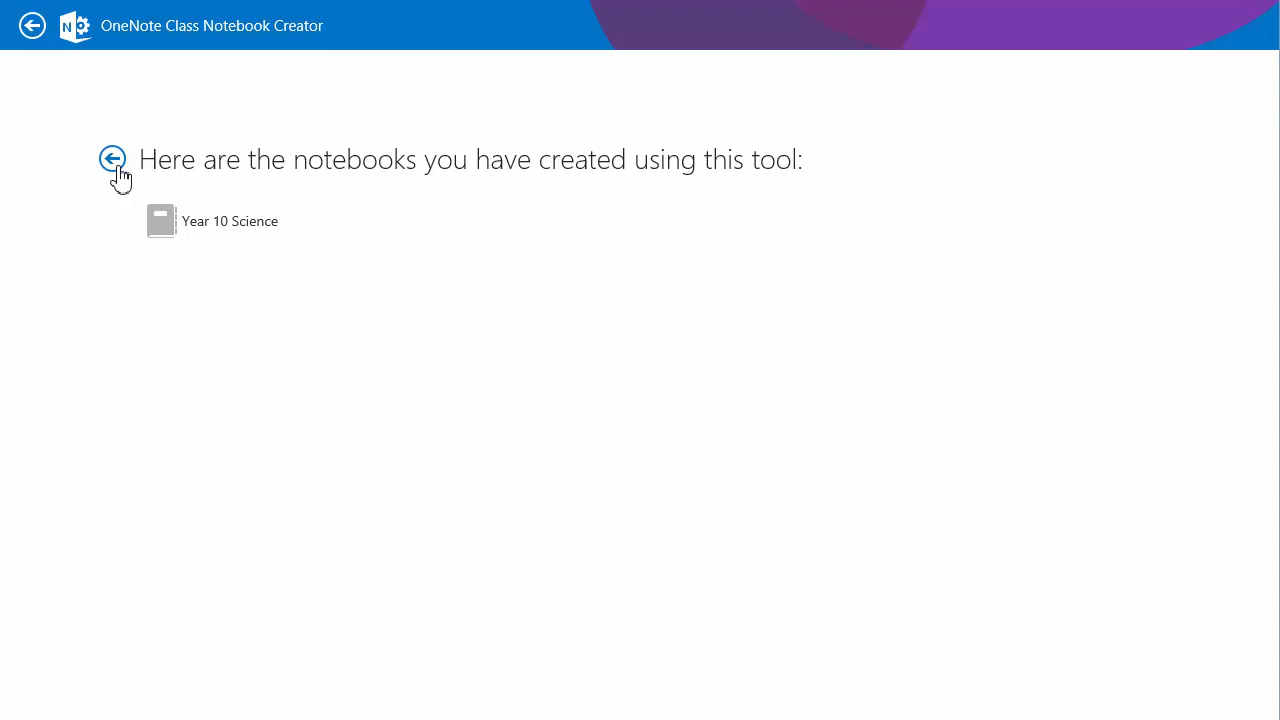 OneNote Class Notebook Creator
Here are the notebooks you have created using this tool:
Year 10 Science